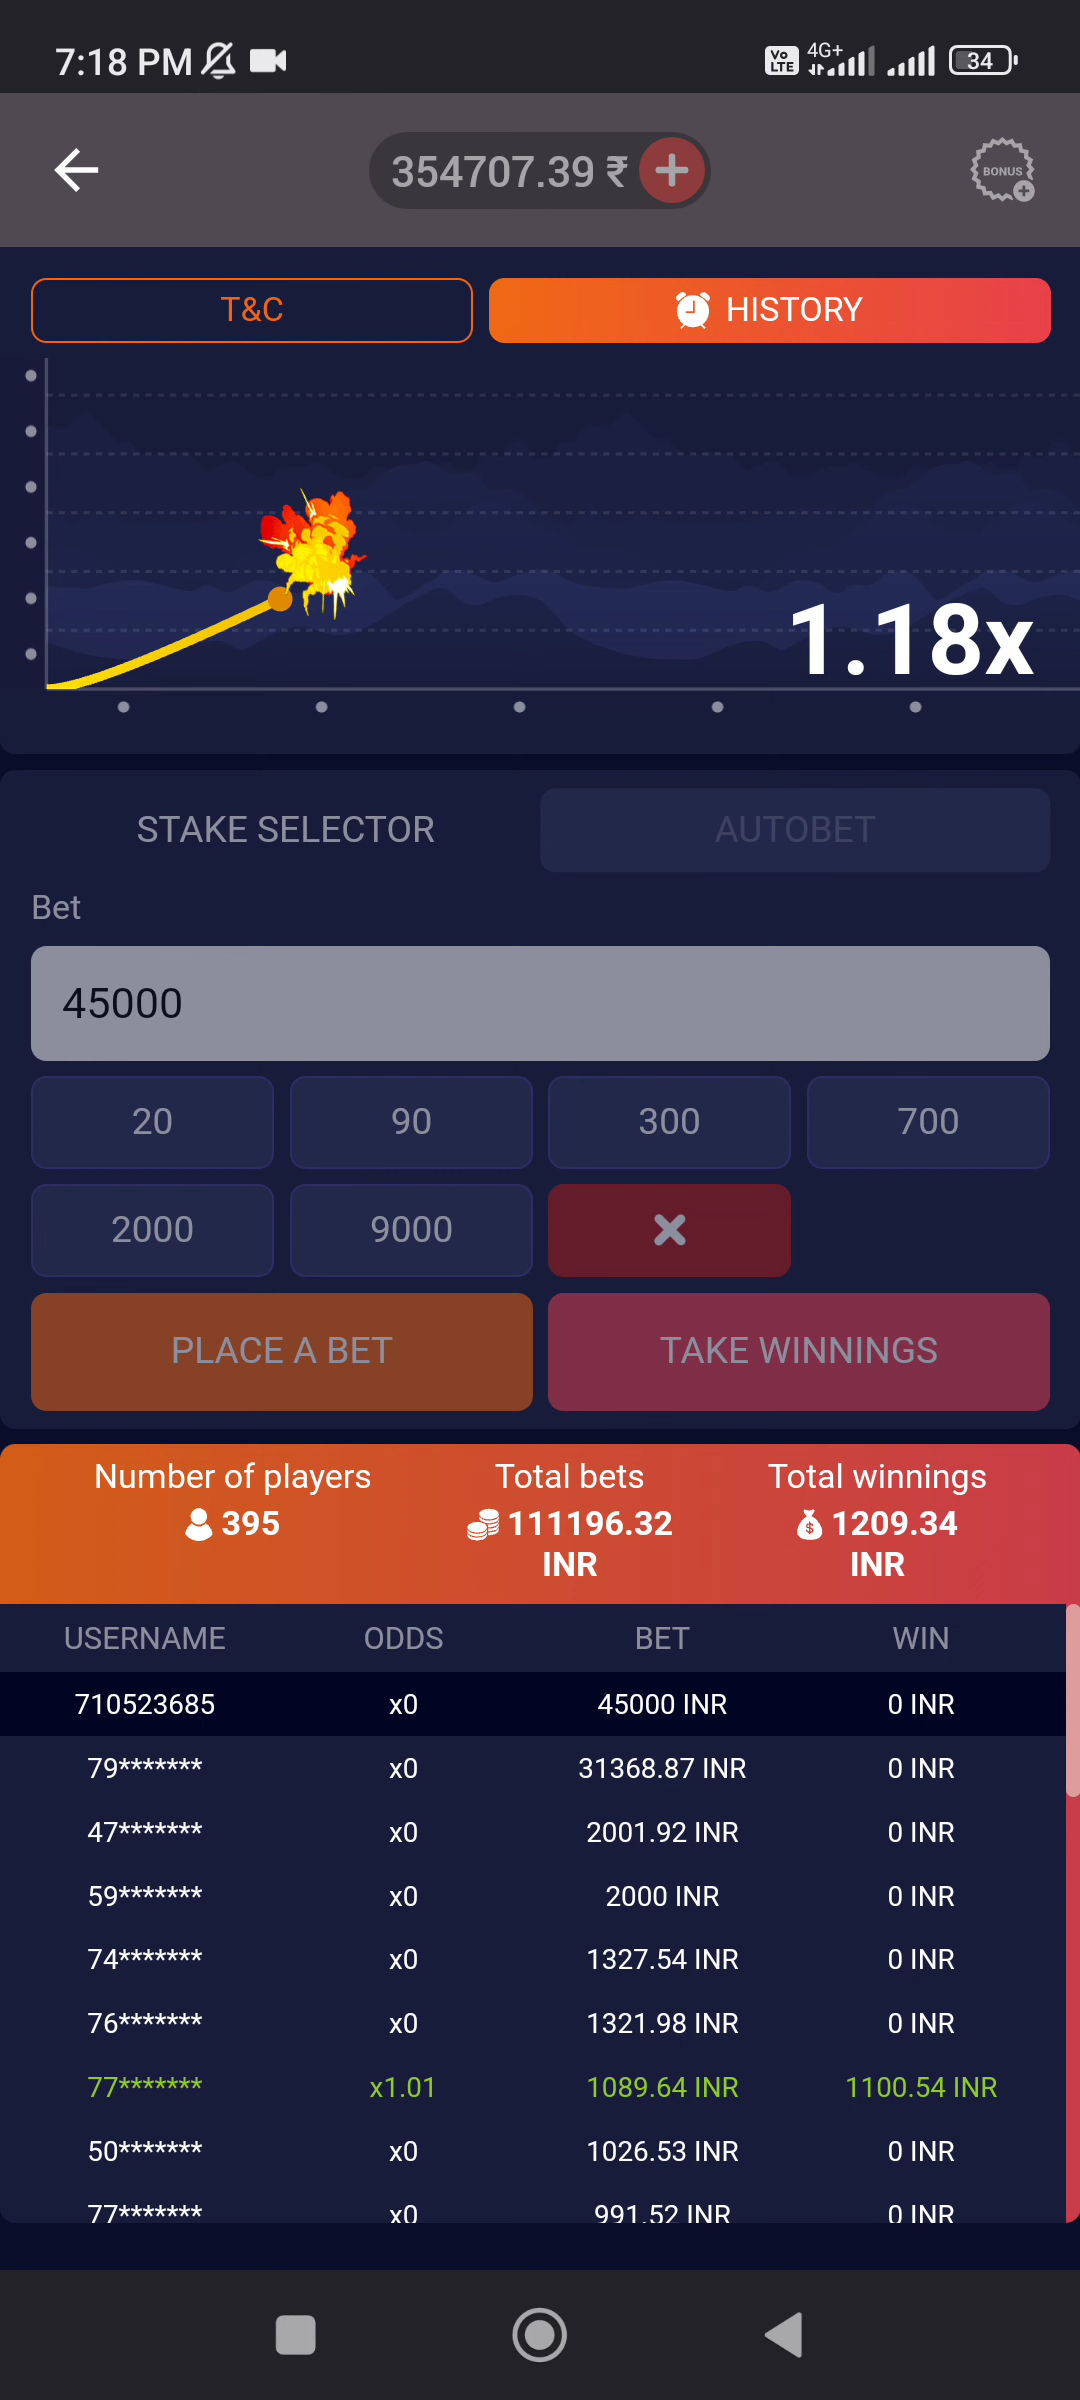 7:18 PM
Vo LTE 4G+ 34
354707.39 ₹
BONUS
T&C
HISTORY
1.18x
STAKE SELECTOR AUTOBET
Bet
45000
20 90 300 700
2000 9000
PLACE A BET TAKE WINNINGS
Number of players Total bets Total winnings
395 111196.32 1209.34
INR INR
USERNAME ODDS BET WIN
710523685 x0 45000 INR 0 INR
79******* x0 31368.87 INR 0 INR
47******* x0 2001.92 INR 0 INR
59******* x0 2000 INR 0 INR
74******* x0 1327.54 INR 0 INR
76******* x0 1321.98 INR 0 INR
77******* x1.01 1089.64 INR 1100.54 INR
50******* x0 1026.53 INR 0 INR
77******* x0 991.52 INR 0 INR